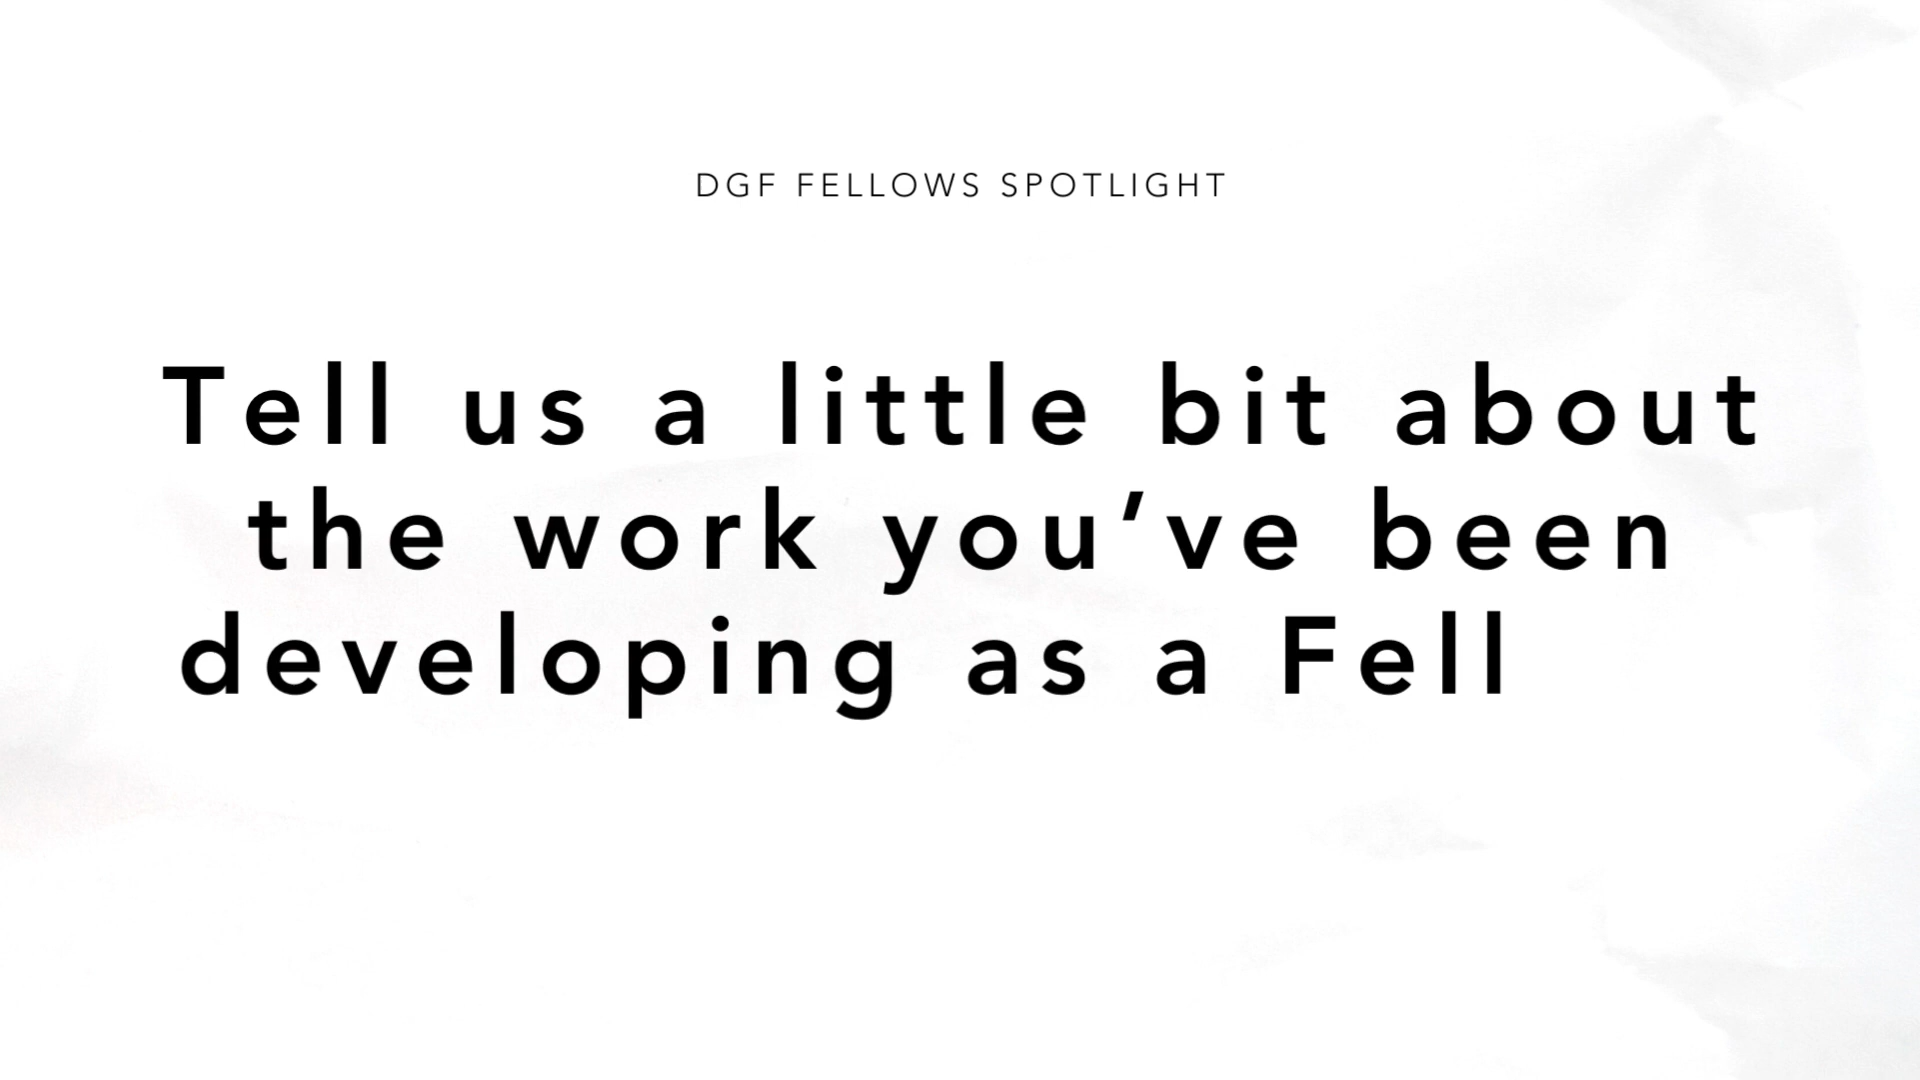 DGF FELLOWS SPOTLIGHT
Tell us a little bit about
the work you’ve been
developing as a Fell